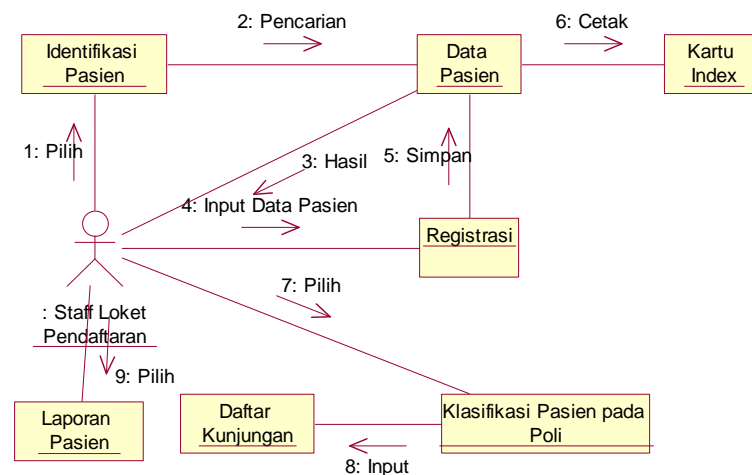 2: Pencarian
6: Cetak
Identifikasi
Pasien
Data
Pasien
Kartu
Index
1: Pilih
3: Hasil
5: Simpan
4: Input Data Pasien
Registrasi
7: Pilih
: Staff Loket
Pendaftaran
9: Pilih
Laporan
Pasien
Daftar
Kunjungan
Klasifikasi Pasien pada
Poli
8: Input